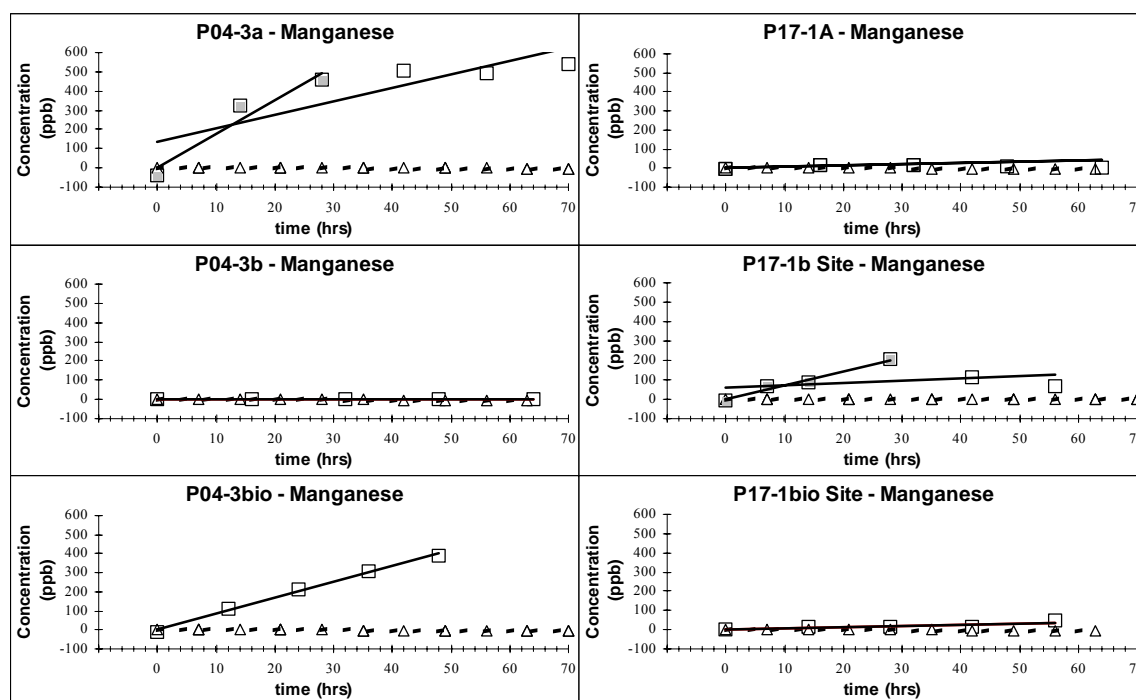 P04-3a - Manganese
Concentration
(ppb)
600
500
400
300
200
100
0
-100
0 10 20 30 40 50 60 70
time (hrs)
P17-1A - Manganese
Concentration
(ppb)
600
500
400
300
200
100
0
-100
0 10 20 30 40 50 60 7
time (hrs)
P04-3b - Manganese
Concentration
(ppb)
600
500
400
300
200
100
0
-100
0 10 20 30 40 50 60 70
time (hrs)
P17-1b Site - Manganese
Concentration
(ppb)
600
500
400
300
200
100
0
-100
0 10 20 30 40 50 60 7
time (hrs)
P04-3bio - Manganese
Concentration
(ppb)
600
500
400
300
200
100
0
-100
0 10 20 30 40 50 60 70
time (hrs)
P17-1bio Site - Manganese
Concentration
(ppb)
600
500
400
300
200
100
0
-100
0 10 20 30 40 50 60 7
time (hrs)